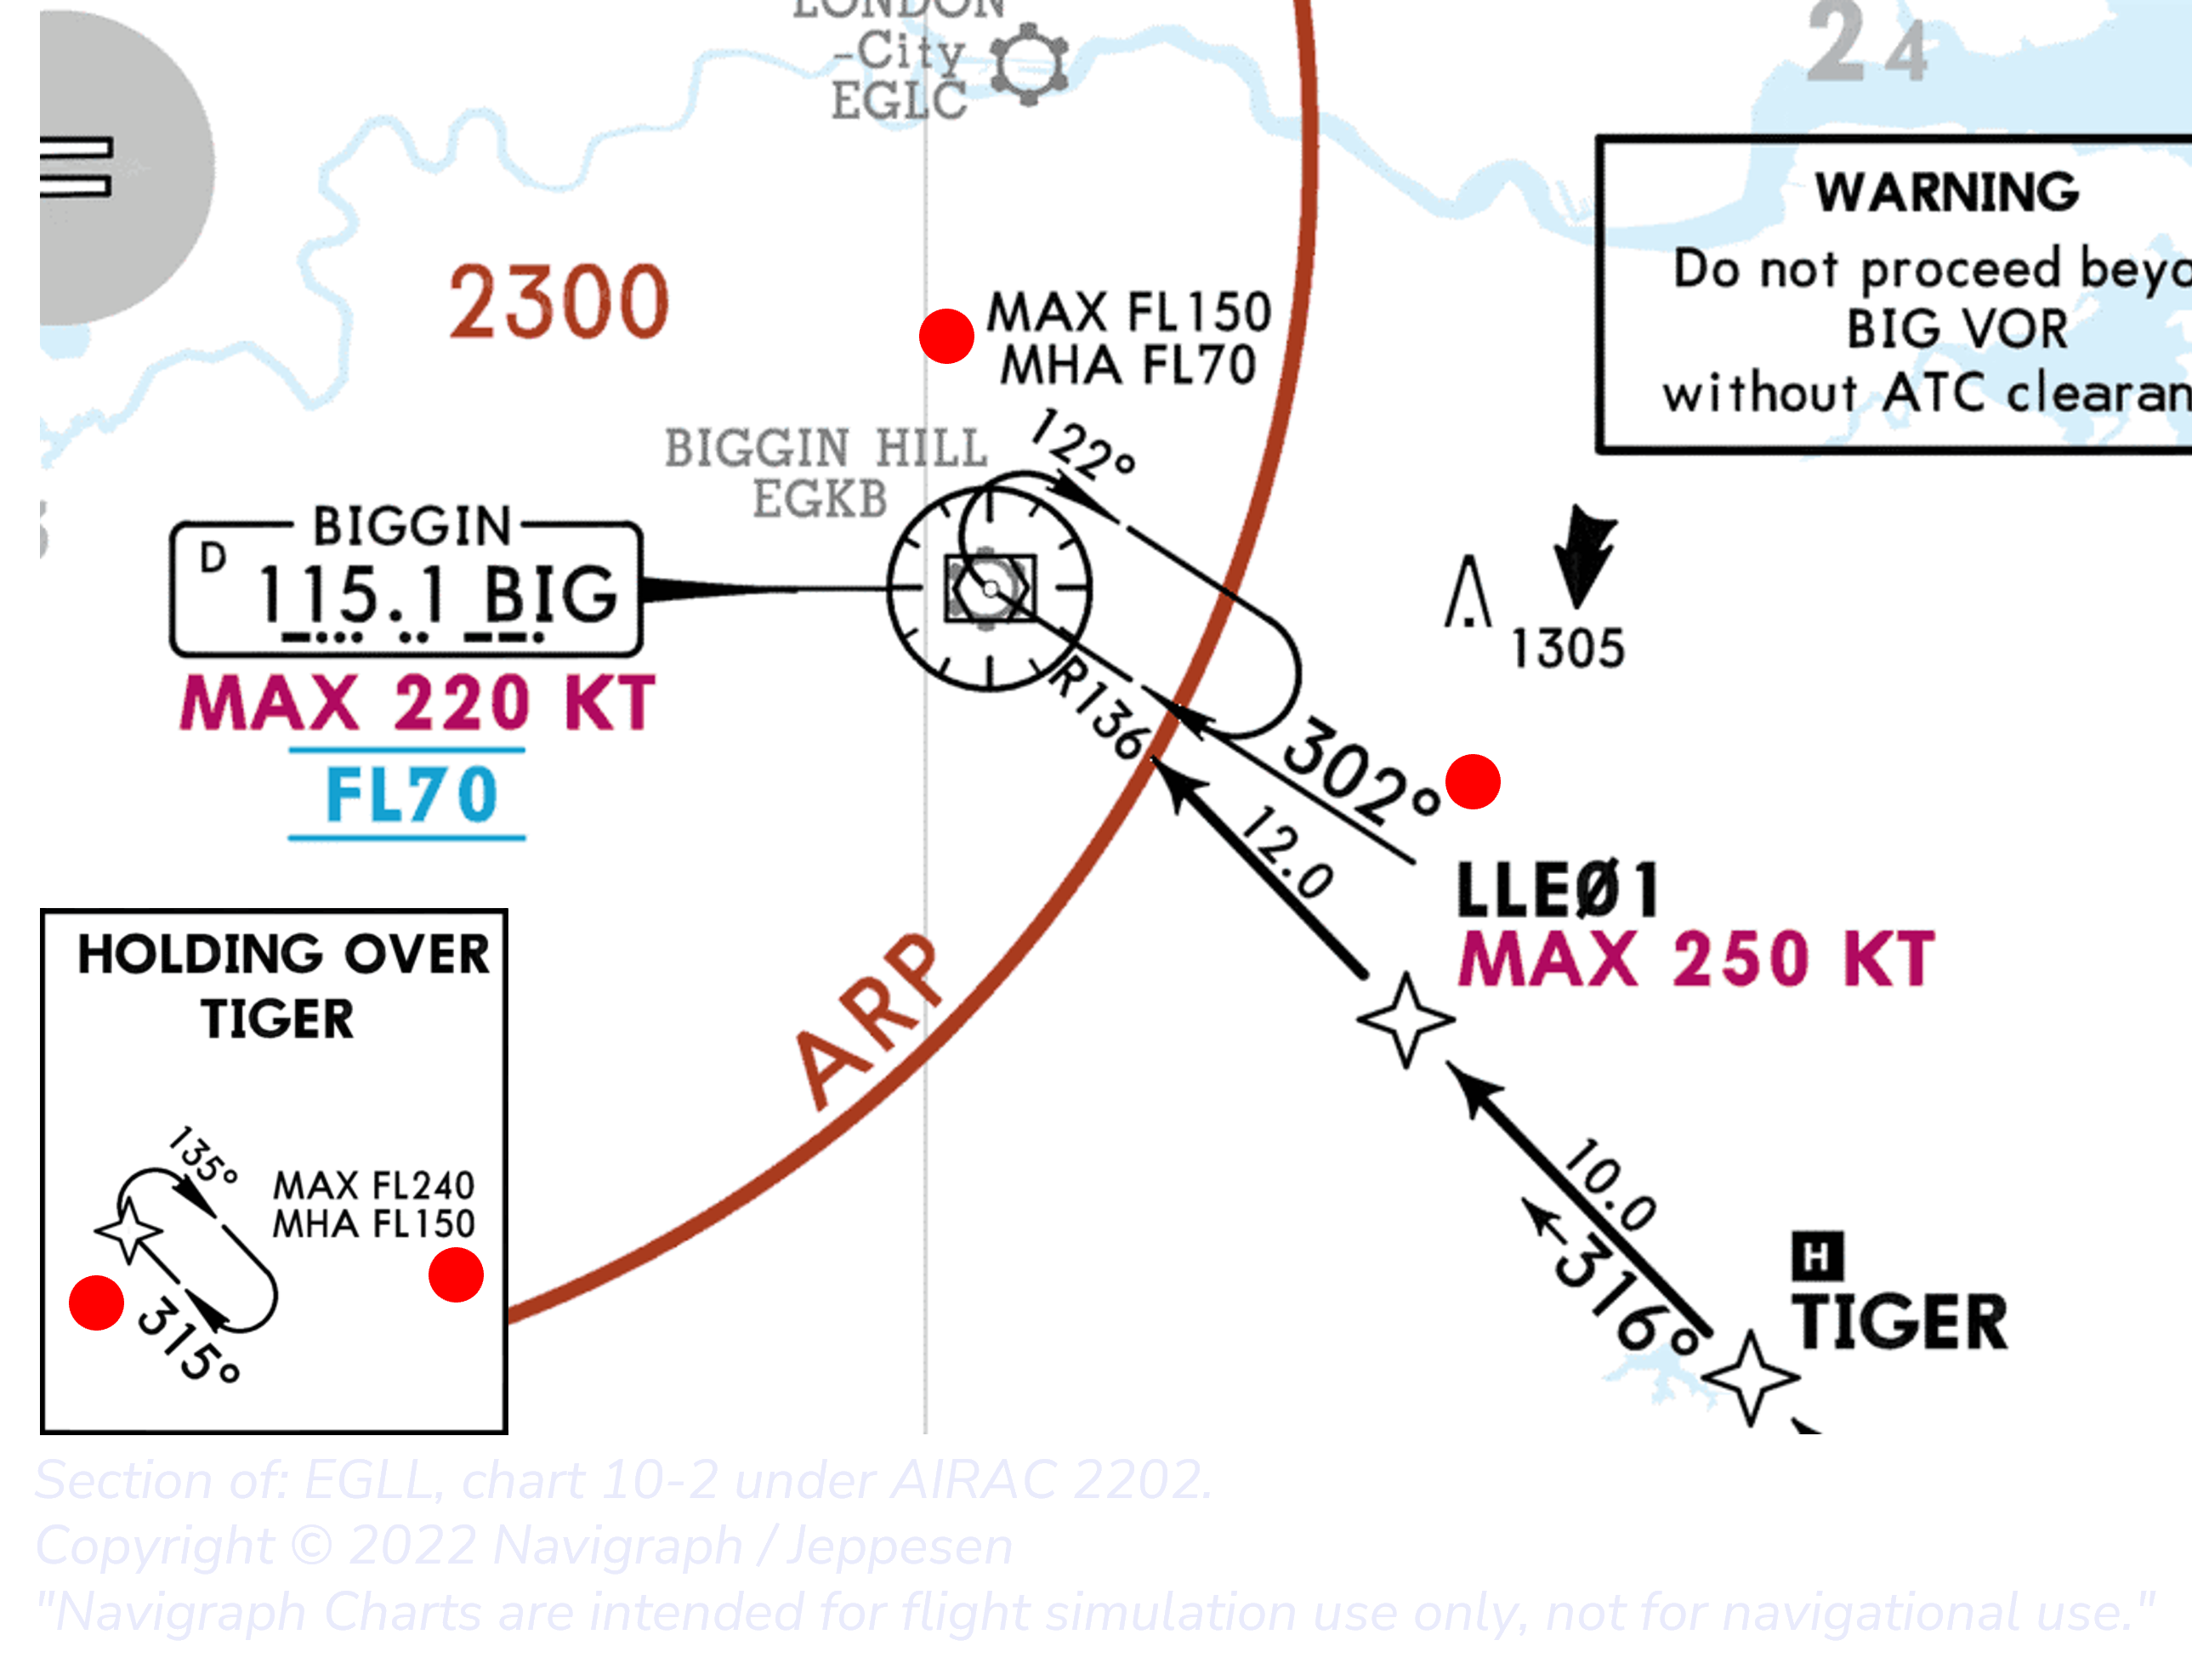 LONDON
-City
EGLC
24
WARNING
Do not proceed beyo
BIG VOR
without ATC clearan
2300
MAX FL150
MHA FL70
122°
BIGGIN HILL
EGKB
BIGGIN
D
115.1 BIG
MAX 220 KT
FL70
1305
R136
302°
12.0
LLEØ1
MAX 250 KT
ARP
HOLDING OVER
TIGER
135°
MAX FL240
MHA FL150
315°
10.0
316°
H
TIGER
Section of: EGLL, chart 10-2 under AIRAC 2202.
Copyright © 2022 Navigraph / Jeppesen
"Navigraph Charts are intended for flight simulation use only, not for navigational use."